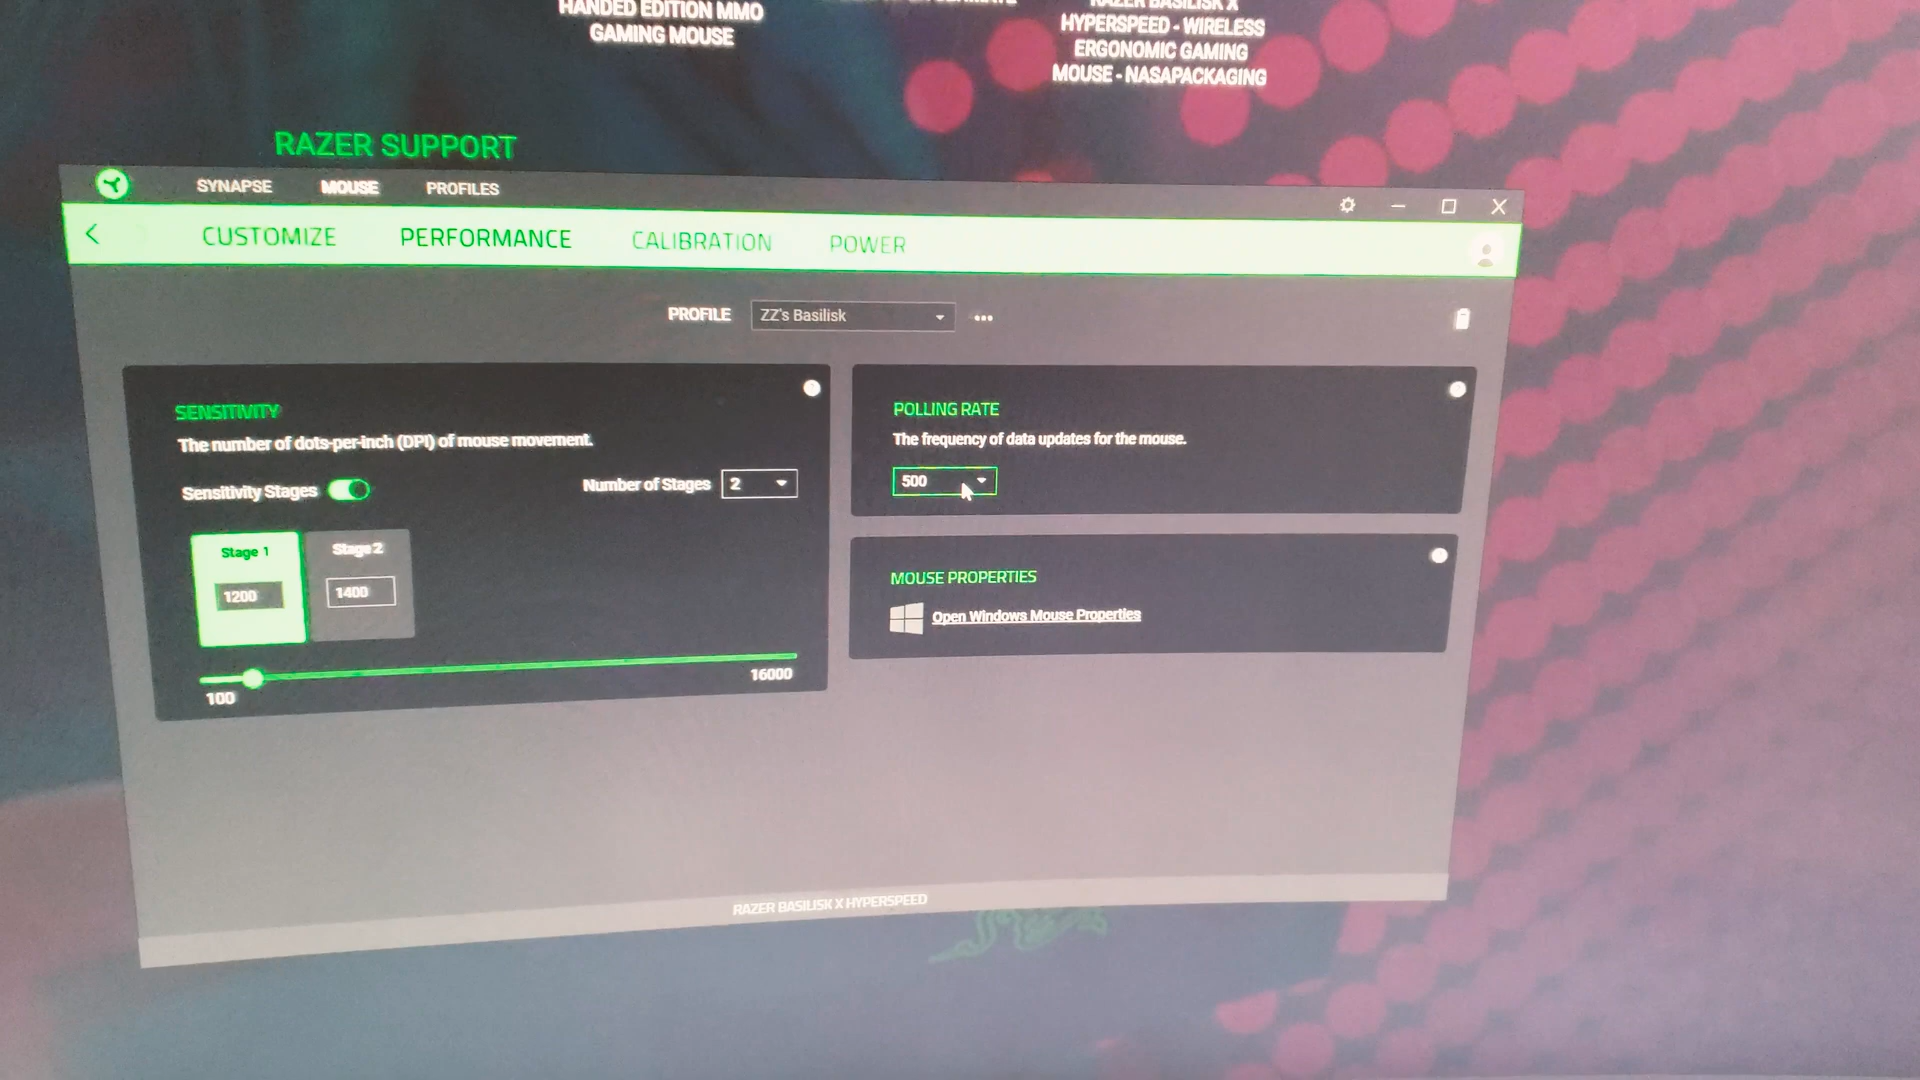 HANDED EDITION MMO
GAMING MOUSE
RAZER BASILISK X
HYPERSPEED - WIRELESS
ERGONOMIC GAMING
MOUSE - NASAPACKAGING
RAZER SUPPORT
SYNAPSE MOUSE PROFILES
CUSTOMIZE PERFORMANCE CALIBRATION POWER
PROFILE ZZ's Basilisk
SENSITIVITY
The number of dots-per-inch (DPI) of mouse movement.
Sensitivity Stages
Number of Stages 2
Stage 1
1200
Stage 2
1400
100
16000
POLLING RATE
The frequency of data updates for the mouse.
500
MOUSE PROPERTIES
Open Windows Mouse Properties
RAZER BASILISK X HYPERSPEED